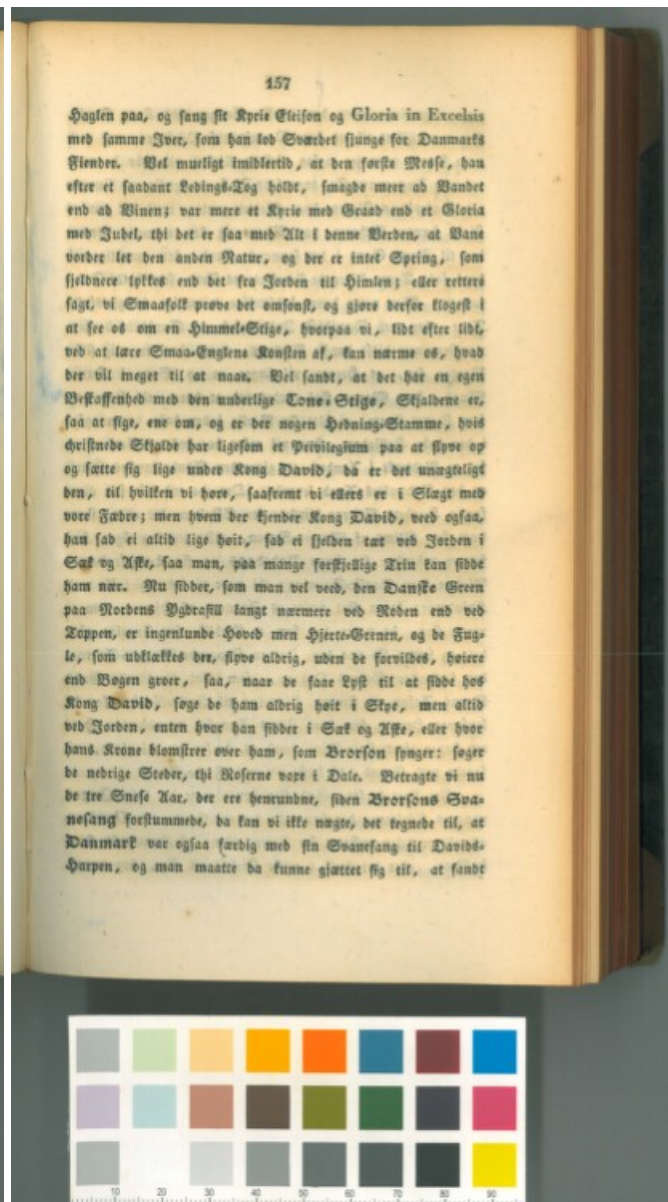 157
Haglen paa, og sang sit Kyrie Eleison og Gloria in Excelsis
med samme Iver, som han lod Sværdet sjunge for Danmarks
Fiender. Vel mueligt imidlertid, at den første Messe, han
efter et saadant Ledings-Tog holdt, smagde meer ad Vandet
end ad Vinen; var mere et Kyrie med Graad end et Gloria
med Jubel, thi det er saa med Alt i denne Verden, at Vane
vorder let den anden Natur, og der er intet Spring, som
sjeldnere lykkes end det fra Jorden til Himlen; eller rettere
sagt, vi Smaafolk prøve det omsonst, og gjøre derfor klogest i
at see os om en Himmel-Stige, hvorpaa vi, lidt efter lidt,
ved at lære Smaa-Englene Konsten af, kan nærme os, hvad
der vil meget til at naae. Vel sandt, at det har en egen
Beskaffenhed med den underlige Tone-Stige, Skjaldene er,
saa at sige, ene om, og er der nogen Hedning-Stamme, hvis
christnede Skjalde har ligesom et Privilegium paa at flyve op
og sætte sig lige under Kong David, da er det unægteligt
den, til hvilken vi høre, saafremt vi ellers er i Slægt med
vore Fædre; men hvem der kjender Kong David, veed ogsaa,
han sad ei altid lige høit, sad ei sjelden tæt ved Jorden i
Sæk og Aske, saa man, paa mange forskjellige Trin kan sidde
ham nær. Nu sidder, som man vel veed, den Danske Green
paa Nordens Ygdrasill langt nærmere ved Roden end ved
Toppen, er ingenlunde Hoved men Hjerte-Grenen, og de Fug-
le, som udklækkes der, flyve aldrig, uden de forvildes, høiere
end Bøgen groer, saa, naar de faae Lyst til at sidde hos
Kong David, søge de ham aldrig høit i Skye, men altid
ved Jorden, enten hvor han sidder i Sæk og Aske, eller hvor
hans Krone blomstrer over ham, som Brorson synger: søger
de nedrige Steder, thi Roserne voxe i Dale. Betragte vi nu
de tre Snese Aar, der ere henrundne, siden Brorsons Sva-
nesang forstummede, da kan vi ikke nægte, det tegnede til, at
Danmark var ogsaa færdig med sin Svanesang til Davids-
Harpen, og man maatte da kunne gjættet sig til, at sandt
10 20 30 40 50 60 70 80 90